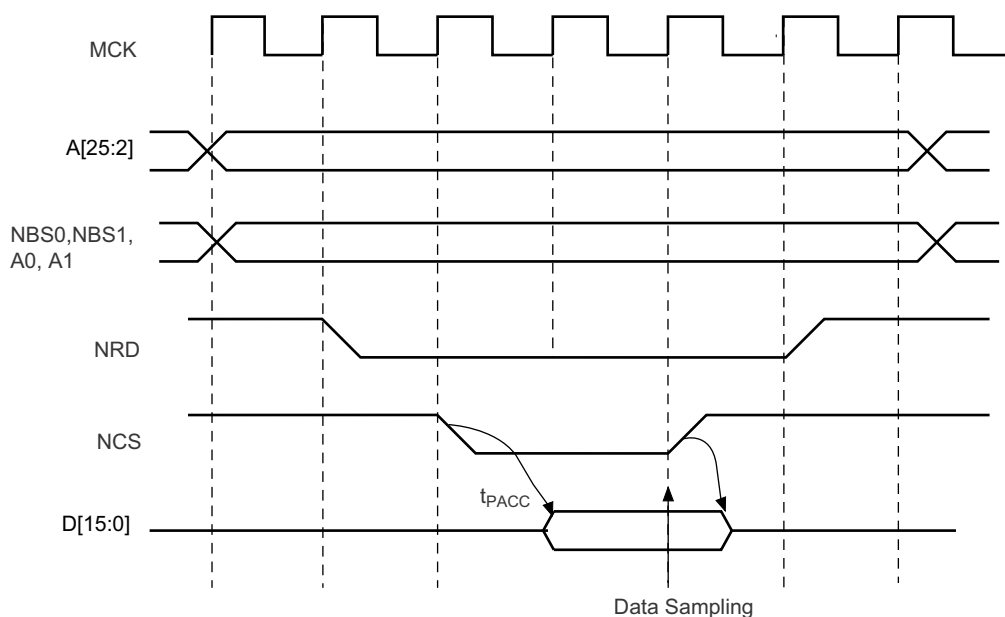 MCK
A[25:2]
NBS0,NBS1,
A0, A1
NRD
NCS
tPACC
D[15:0]
Data Sampling